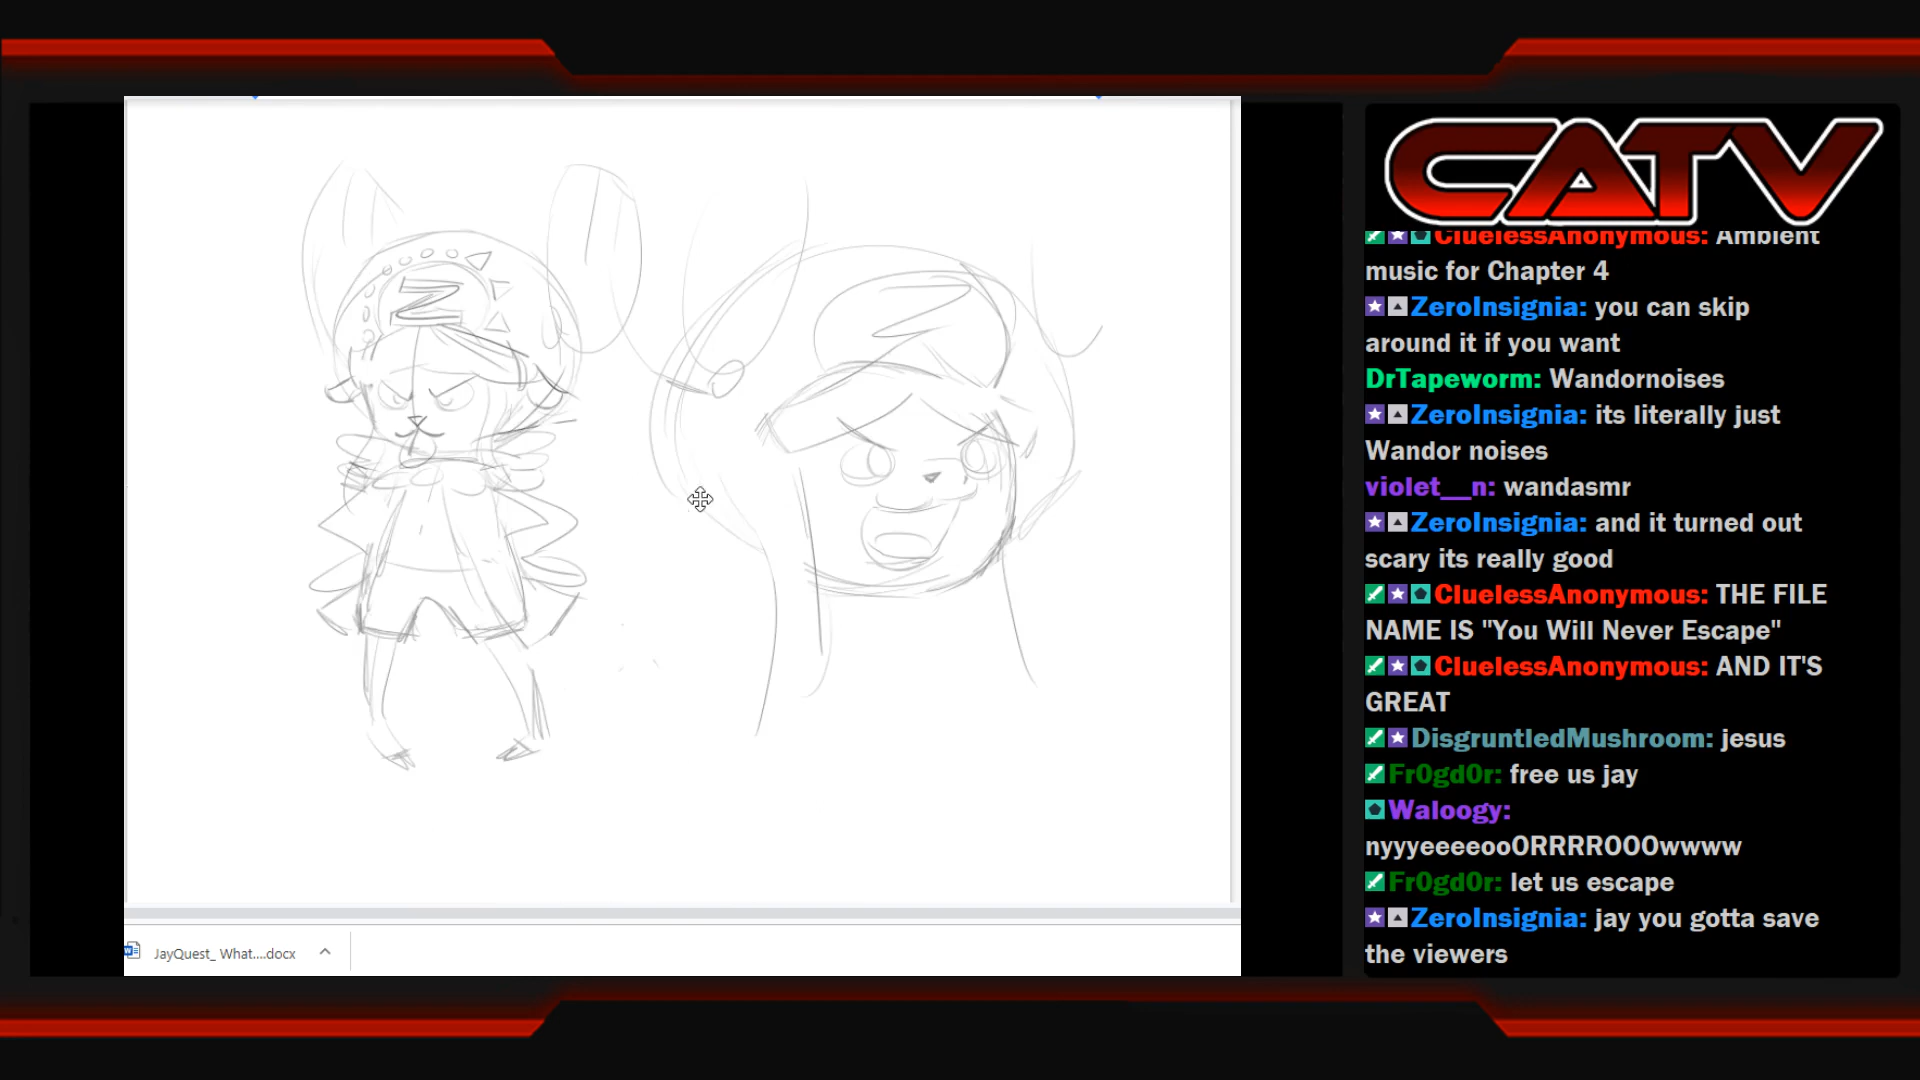 Z
Z
JayQuest_ What....docx
CATV
CluelessAnonymous: Ambient
music for Chapter 4
ZeroInsignia: you can skip
around it if you want
DrTapeworm: Wandornoises
ZeroInsignia: its literally just
Wandor noises
violet__n: wandasmr
ZeroInsignia: and it turned out
scary its really good
CluelessAnonymous: THE FILE
NAME IS "You Will Never Escape"
CluelessAnonymous: AND IT'S
GREAT
DisgruntledMushroom: jesus
Fr0gd0r: free us jay
Waloogy:
nyyyeeeeooORRRROOOwwww
Fr0gd0r: let us escape
ZeroInsignia: jay you gotta save
the viewers